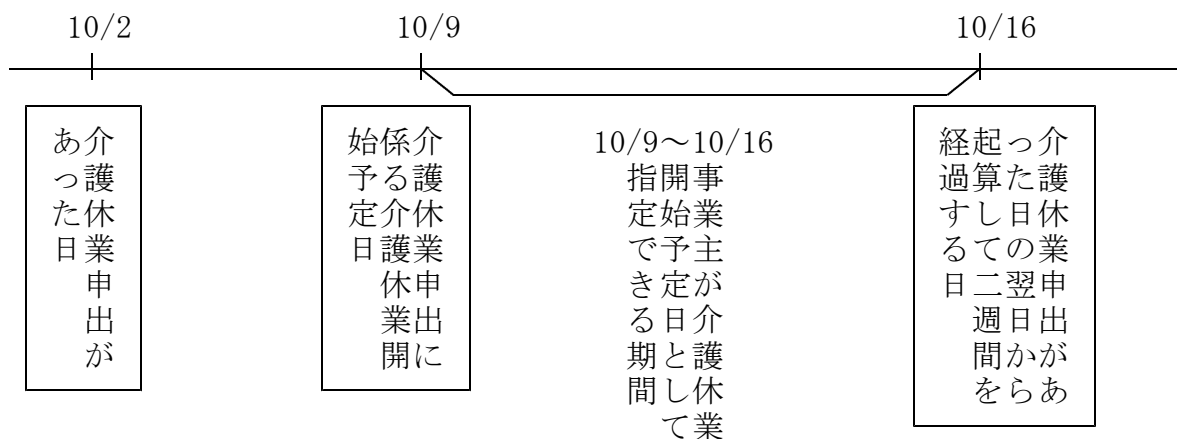 10/2
10/9
10/16
介護休業申出が
あった日
介護休業申出に
係る介護休業開
始予定日
10/9～10/16
事業主が介護休業
開始予定日として
指定できる期間
介護休業申出があ
った日の翌日から
起算して二週間を
経過する日